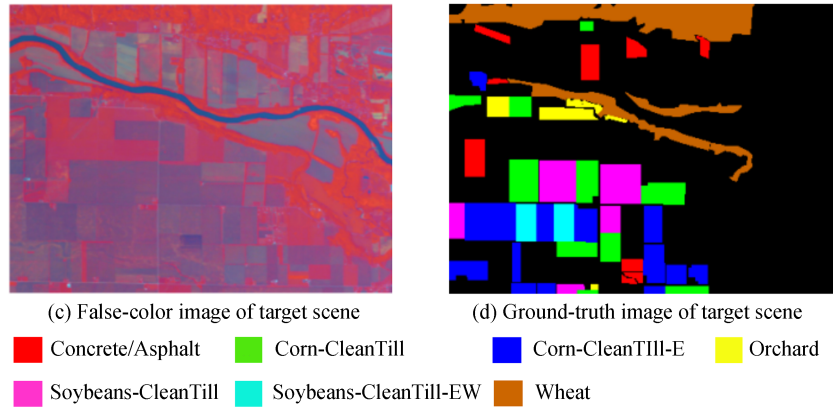 (c) False-color image of target scene
(d) Ground-truth image of target scene
Concrete/Asphalt
Corn-CleanTill
Corn-CleanTIll-E
Orchard
Soybeans-CleanTill
Soybeans-CleanTill-EW
Wheat